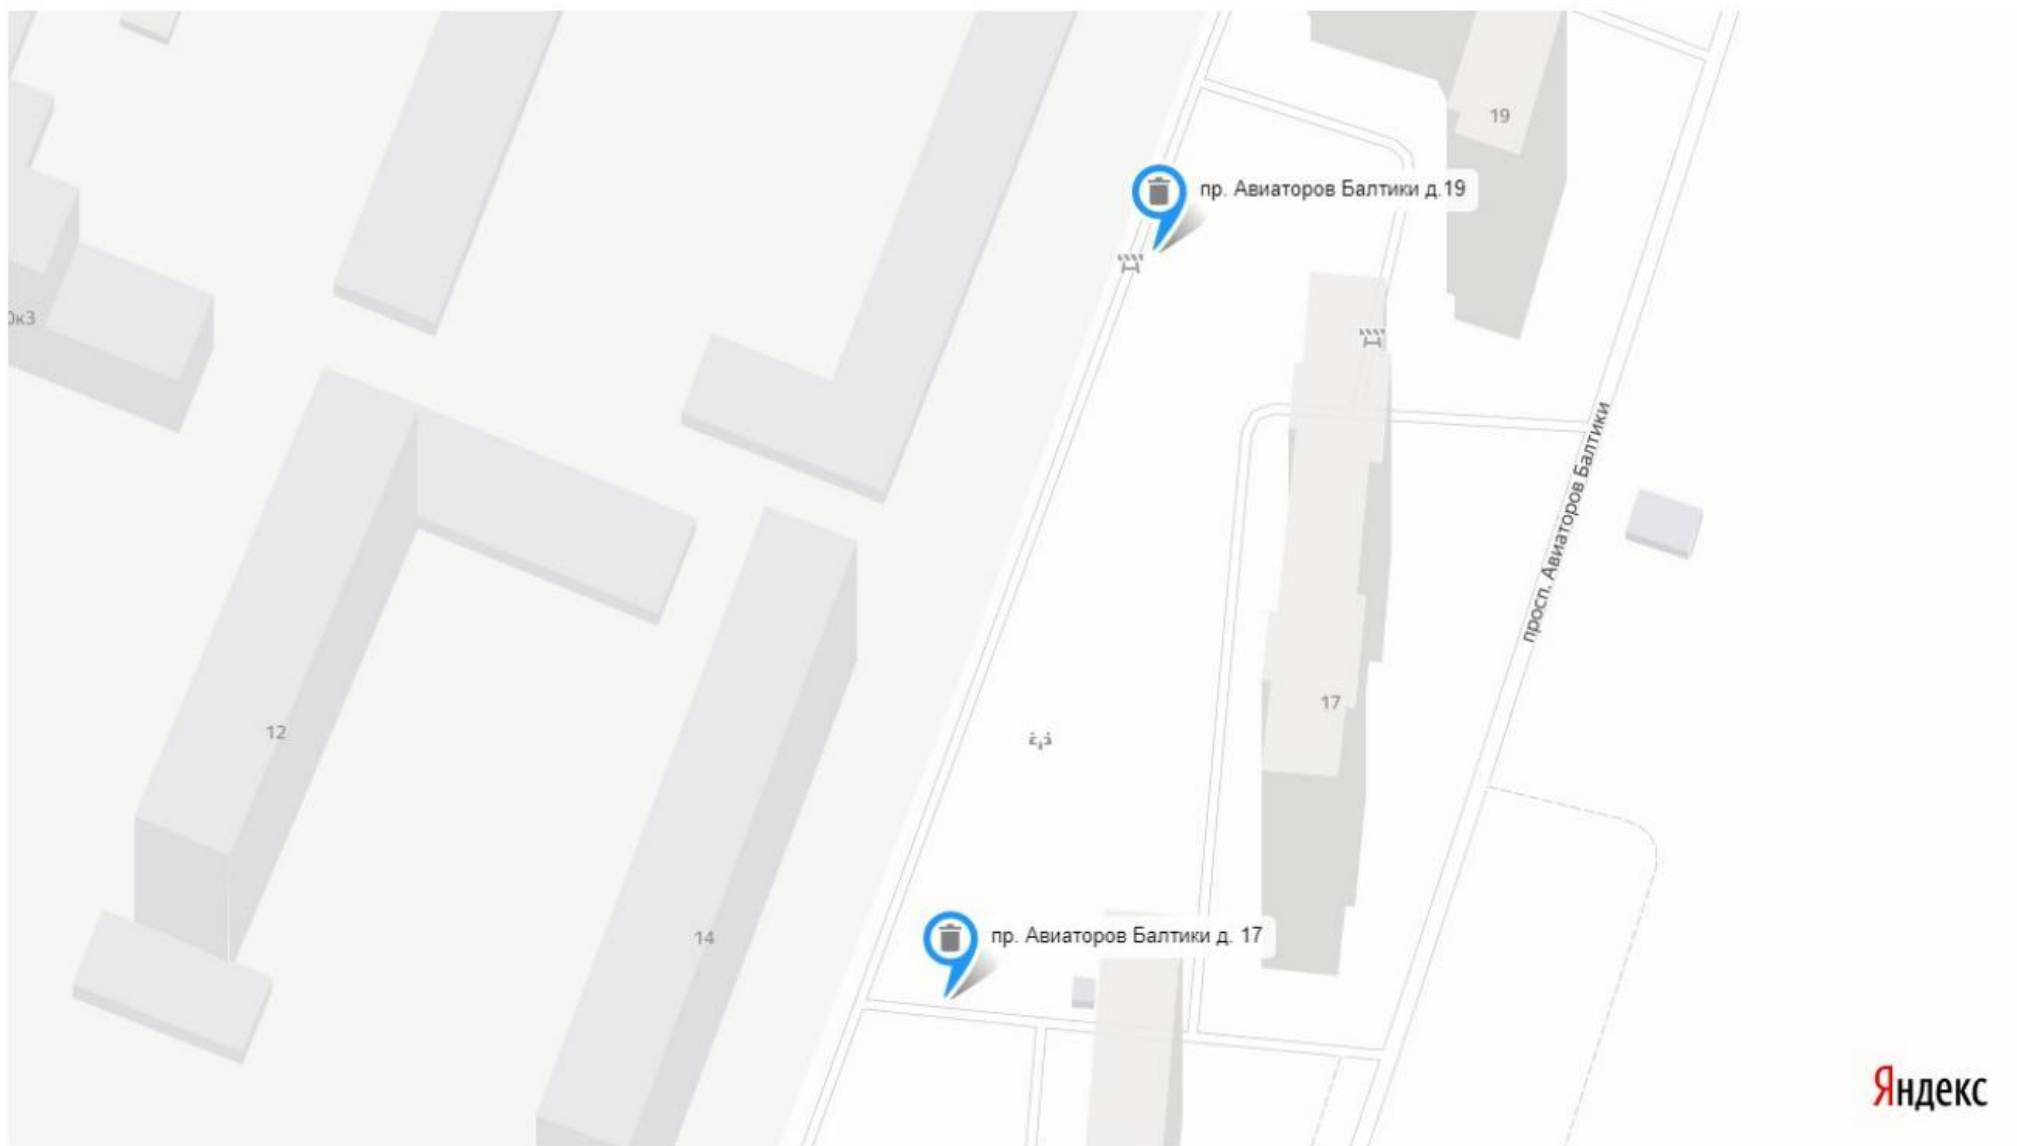 19
пр. Авиаторов Балтики д.19
0к3
просп. Авиаторов Балтики
17
12
14
пр. Авиаторов Балтики д. 17
Яндекс